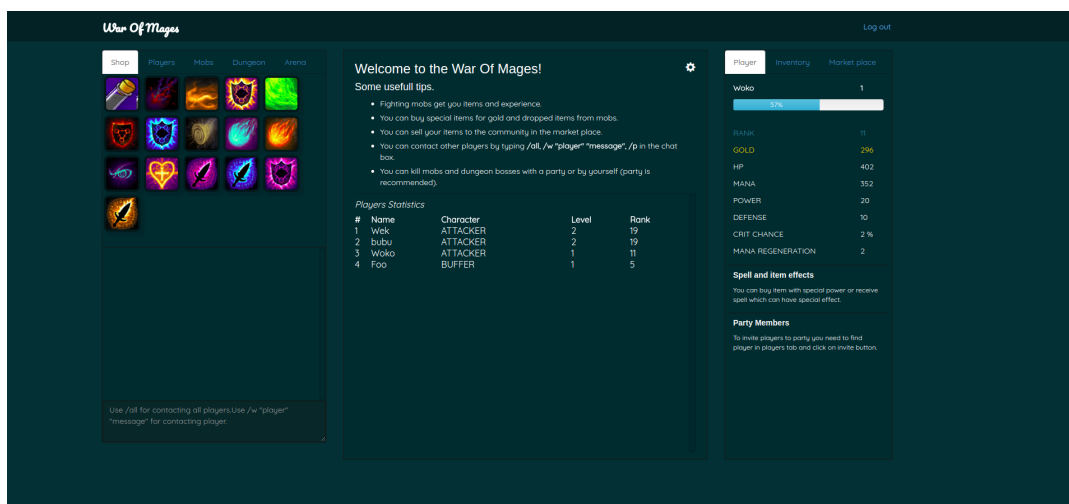 War Of Mages
Log out
Shop Players Mobs Dungeon Arena
Use /all for contacting all players.Use /w "player"
"message" for contacting player.
Welcome to the War Of Mages!
Some usefull tips.
Fighting mobs get you items and experience.
You can buy special items for gold and dropped items from mobs.
You can sell your items to the community in the market place.
You can contact other players by typing /all, /w "player" "message", /p in the chat
box.
You can kill mobs and dungeon bosses with a party or by yourself (party is
recommended).
Players Statistics
# Name Character Level Rank
1 Wek ATTACKER 2 19
2 bubu ATTACKER 2 19
3 Woko ATTACKER 1 11
4 Foo BUFFER 1 5
Player Inventory Market place
Woko 1
57%
RANK 11
GOLD 296
HP 402
MANA 352
POWER 20
DEFENSE 10
CRIT CHANCE 2 %
MANA REGENERATION 2
Spell and item effects
You can buy item with special power or receive
spell which can have special effect.
Party Members
To invite players to party you need to find
player in players tab and click on invite button.